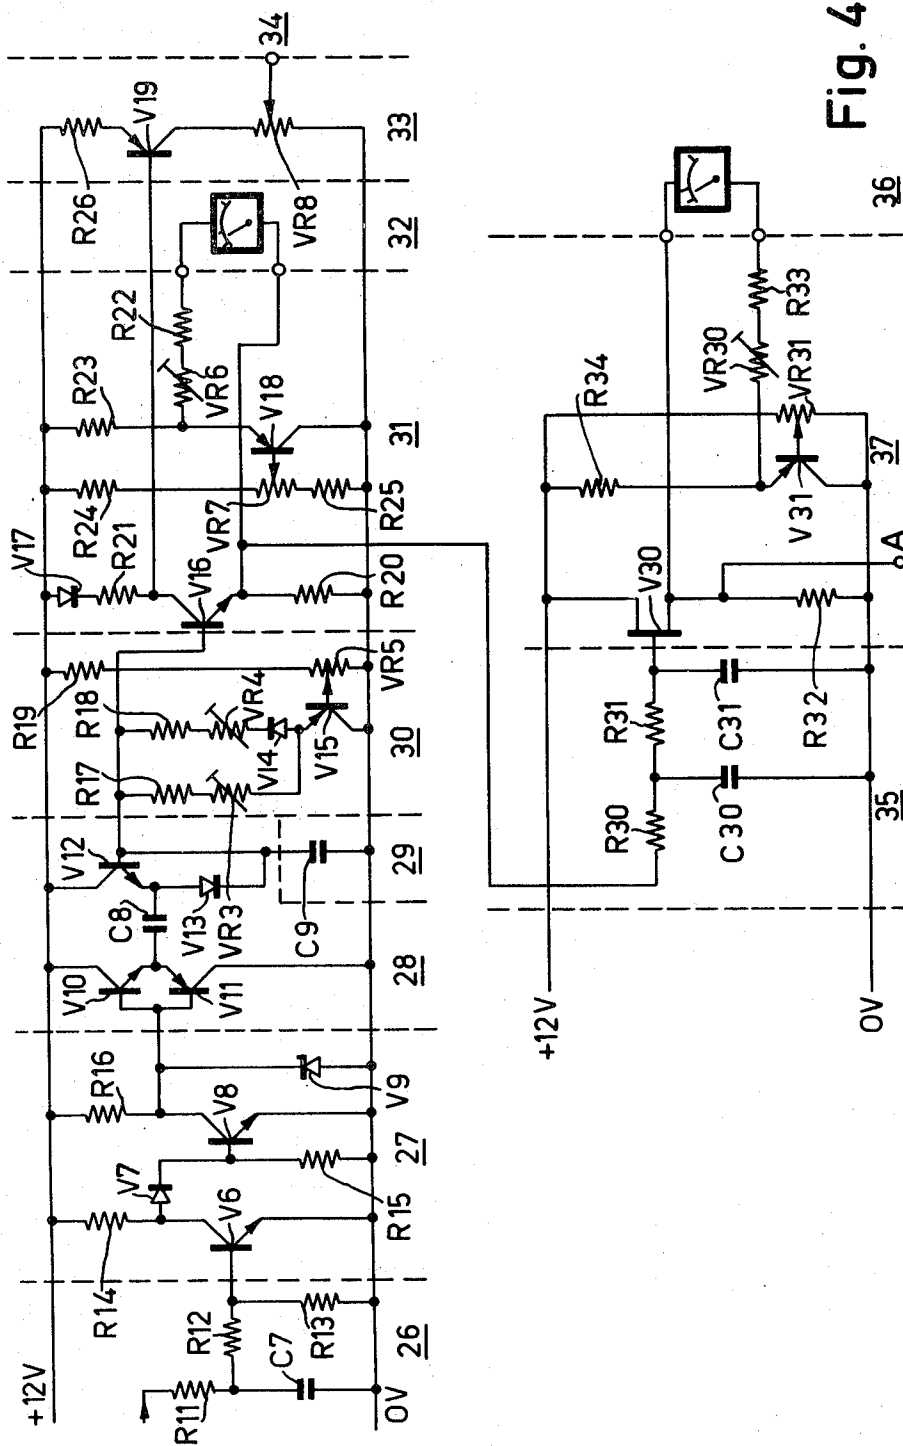 +12V
R14
R16
V10
C8
V12
R19
R18
R17
V17
R21
R24
R23
R22
R26
V19
R11
R12
V7
V6
V8
V9
V11
V13
VR3
VR4
V14
V15
VR5
V16
VR7
V18
VR6
VR8
34
C7
R13
R15
C9
R20
R25
0V
26
27
28
29
30
31
32
33
+12V
R30
R31
V30
R34
VR30
R33
C30
C31
R32
V31
VR31
0V
A
35
37
36
Fig. 4